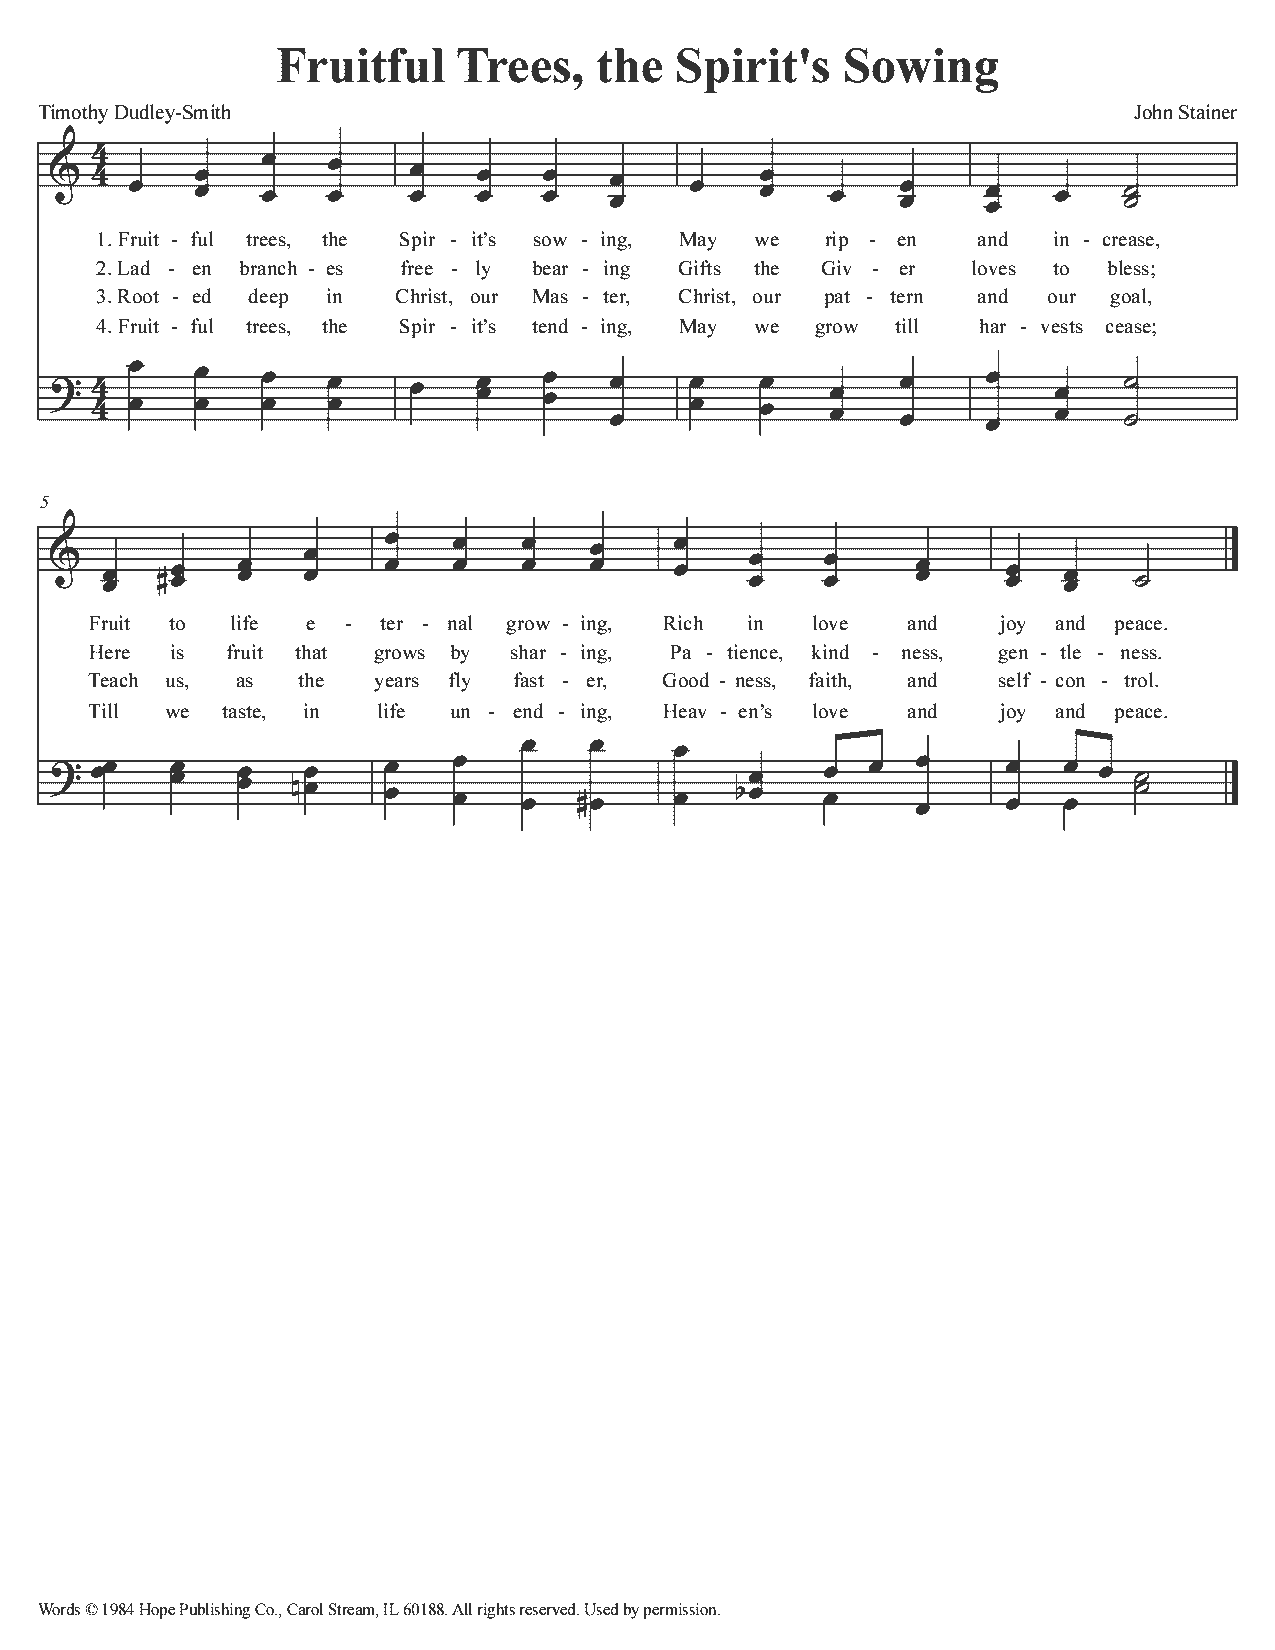 Fruitful Trees, the Spirit's Sowing
Timothy Dudley-Smith John Stainer
1. Fruit - ful trees, the Spir - it’s sow - ing, May we rip - en and in - crease,
2. Lad - en branch - es free - ly bear - ing Gifts the Giv - er loves to bless;
3. Root - ed deep in Christ, our Mas - ter, Christ, our pat - tern and our goal,
4. Fruit - ful trees, the Spir - it’s tend - ing, May we grow till har - vests cease;
5
Fruit to life e - ter - nal grow - ing, Rich in love and joy and peace.
Here is fruit that grows by shar - ing, Pa - tience, kind - ness, gen - tle - ness.
Teach us, as the years fly fast - er, Good - ness, faith, and self - con - trol.
Till we taste, in life un - end - ing, Heav - en’s love and joy and peace.
Words © 1984 Hope Publishing Co., Carol Stream, IL 60188. All rights reserved. Used by permission.